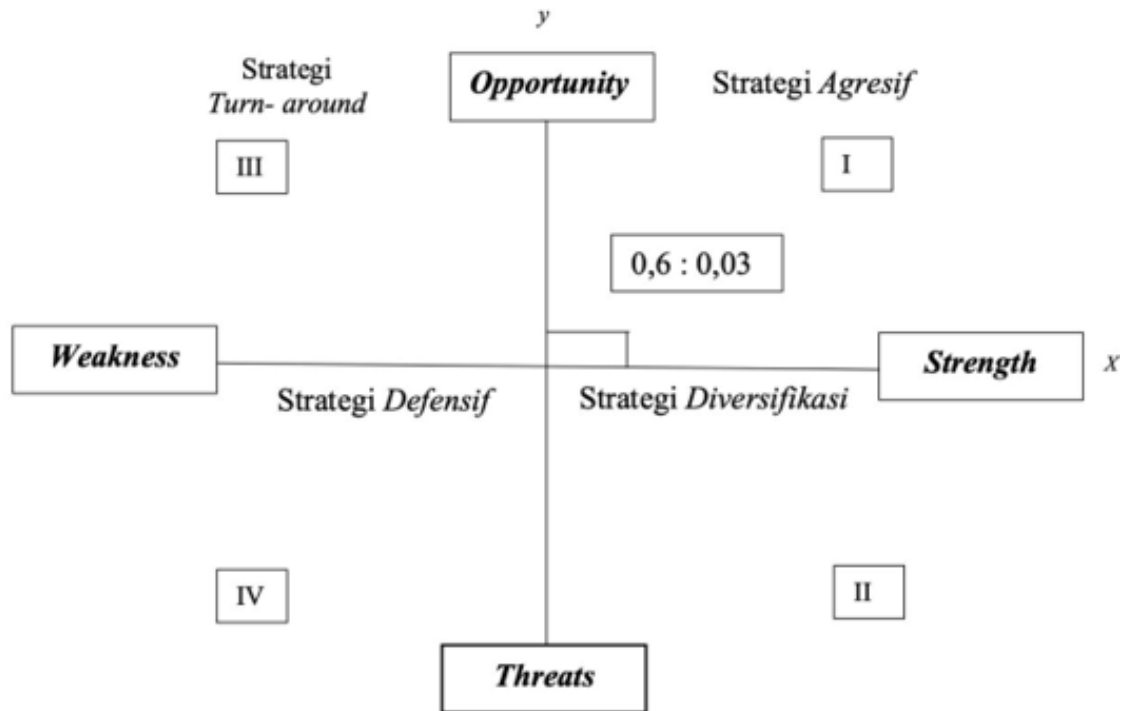 y
Strategi
Turn- around
Opportunity
Strategi Agresif
III
I
0,6 : 0,03
Weakness
Strength
X
Strategi Defensif
Strategi Diversifikasi
IV
II
Threats